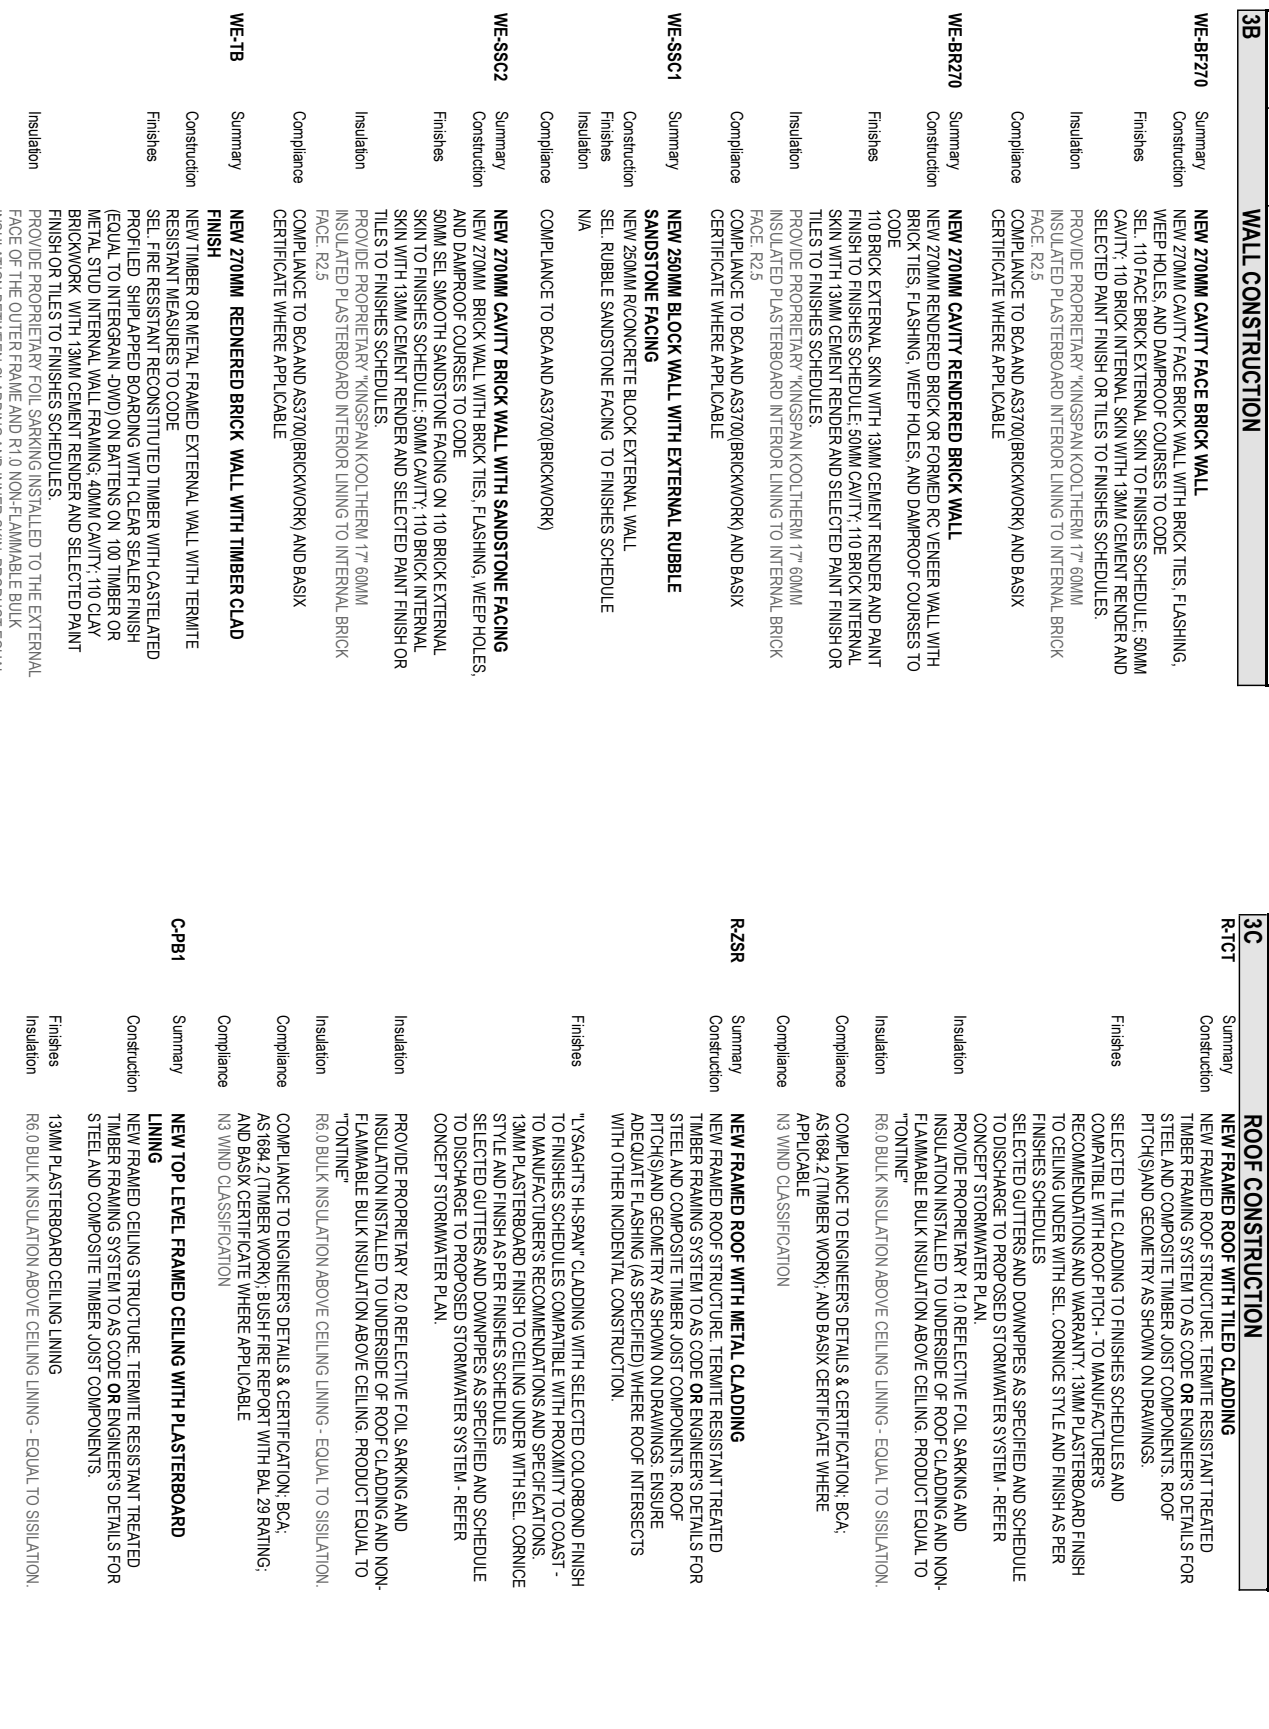 3B WALL CONSTRUCTION
WE-BF270 Summary NEW 270MM CAVITY FACE BRICK WALL
Construction NEW 270MM CAVITY FACE BRICK WALL WITH BRICK TIES, FLASHING,
WEEP HOLES, AND DAMPROOF COURSES TO CODE
Finishes SEL. 110 FACE BRICK EXTERNAL SKIN TO FINISHES SCHEDULE; 50MM
CAVITY; 110 BRICK INTERNAL SKIN WITH 13MM CEMENT RENDER AND
SELECTED PAINT FINISH OR TILES TO FINISHES SCHEDULES.
Insulation PROVIDE PROPRIETARY "KINGSPAN KOOLTHERM 17" 60MM
INSULATED PLASTERBOARD INTERIOR LINING TO INTERNAL BRICK
FACE. R2.5
Compliance COMPLIANCE TO BCA AND AS3700(BRICKWORK) AND BASIX
CERTIFICATE WHERE APPLICABLE
WE-BR270 Summary NEW 270MM CAVITY RENDERED BRICK WALL
Construction NEW 270MM RENDERED BRICK OR FORMED RC VENEER WALL WITH
BRICK TIES, FLASHING, WEEP HOLES, AND DAMPROOF COURSES TO
CODE
Finishes 110 BRICK EXTERNAL SKIN WITH 13MM CEMENT RENDER AND PAINT
FINISH TO FINISHES SCHEDULE; 50MM CAVITY; 110 BRICK INTERNAL
SKIN WITH 13MM CEMENT RENDER AND SELECTED PAINT FINISH OR
TILES TO FINISHES SCHEDULES.
Insulation PROVIDE PROPRIETARY "KINGSPAN KOOLTHERM 17" 60MM
INSULATED PLASTERBOARD INTERIOR LINING TO INTERNAL BRICK
FACE. R2.5
Compliance COMPLIANCE TO BCA AND AS3700(BRICKWORK) AND BASIX
CERTIFICATE WHERE APPLICABLE
WE-SSC1 Summary NEW 250MM BLOCK WALL WITH EXTERNAL RUBBLE
SANDSTONE FACING
Construction NEW 250MM R/CONCRETE BLOCK EXTERNAL WALL
Finishes SEL. RUBBLE SANDSTONE FACING TO FINISHES SCHEDULE
Insulation N/A
Compliance COMPLIANCE TO BCA AND AS3700(BRICKWORK)
WE-SSC2 Summary NEW 270MM CAVITY BRICK WALL WITH SANDSTONE FACING
Construction NEW 270MM BRICK WALL WITH BRICK TIES, FLASHING, WEEP HOLES,
AND DAMPROOF COURSES TO CODE
Finishes 50MM SEL SMOOTH SANDSTONE FACING ON 110 BRICK EXTERNAL
SKIN TO FINISHES SCHEDULE; 50MM CAVITY; 110 BRICK INTERNAL
SKIN WITH 13MM CEMENT RENDER AND SELECTED PAINT FINISH OR
TILES TO FINISHES SCHEDULES.
Insulation PROVIDE PROPRIETARY "KINGSPAN KOOLTHERM 17" 60MM
INSULATED PLASTERBOARD INTERIOR LINING TO INTERNAL BRICK
FACE. R2.5
Compliance COMPLIANCE TO BCA AND AS3700(BRICKWORK) AND BASIX
CERTIFICATE WHERE APPLICABLE
WE-TB Summary NEW 270MM REDNERED BRICK WALL WITH TIMBER CLAD
FINISH
Construction NEW TIMBER OR METAL FRAMED EXTERNAL WALL WITH TERMITE
RESISTANT MEASURES TO CODE
Finishes SEL. FIRE RESISTANT RECONSTITUTED TIMBER WITH CASTELATED
PROFILED SHIPLAPPED BOARDING WITH CLEAR SEALER FINISH
(EQUAL TO INTERGRAIN -DWD) ON BATTENS ON 100 TIMBER OR
METAL STUD INTERNAL WALL FRAMING; 40MM CAVITY; 110 CLAY
BRICKWORK WITH 13MM CEMENT RENDER AND SELECTED PAINT
FINISH OR TILES TO FINISHES SCHEDULES.
Insulation PROVIDE PROPRIETARY FOIL SARKING INSTALLED TO THE EXTERNAL
FACE OF THE OUTER FRAME AND R1.0 NON-FLAMMABLE BULK
3C ROOF CONSTRUCTION
R-TCT Summary NEW FRAMED ROOF WITH TILED CLADDING
Construction NEW FRAMED ROOF STRUCTURE. TERMITE RESISTANT TREATED
TIMBER FRAMING SYSTEM TO AS CODE OR ENGINEER'S DETAILS FOR
STEEL AND COMPOSITE TIMBER JOIST COMPONENTS. ROOF
PITCH(S)AND GEOMETRY AS SHOWN ON DRAWINGS.
Finishes SELECTED TILE CLADDING TO FINISHES SCHEDULES AND
COMPATIBLE WITH ROOF PITCH - TO MANUFACTURER'S
RECOMMENDATIONS AND WARRANTY. 13MM PLASTERBOARD FINISH
TO CEILING UNDER WITH SEL. CORNICE STYLE AND FINISH AS PER
FINISHES SCHEDULES
SELECTED GUTTERS AND DOWNPIPES AS SPECIFIED AND SCHEDULE
TO DISCHARGE TO PROPOSED STORMWATER SYSTEM - REFER
CONCEPT STORMWATER PLAN.
Insulation PROVIDE PROPRIETARY R1.0 REFLECTIVE FOIL SARKING AND
INSULATION INSTALLED TO UNDERSIDE OF ROOF CLADDING AND NON-
FLAMMABLE BULK INSULATION ABOVE CEILING. PRODUCT EQUAL TO
"TONTINE"
Insulation R6.0 BULK INSULATION ABOVE CEILING LINING - EQUAL TO SISILATION.
Compliance COMPLIANCE TO ENGINEER'S DETAILS & CERTIFICATION; BCA;
AS1684.2 (TIMBER WORK); AND BASIX CERTIFICATE WHERE
APPLICABLE
Compliance N3 WIND CLASSIFICATION
R-ZSR Summary NEW FRAMED ROOF WITH METAL CLADDING
Construction NEW FRAMED ROOF STRUCTURE. TERMITE RESISTANT TREATED
TIMBER FRAMING SYSTEM TO AS CODE OR ENGINEER'S DETAILS FOR
STEEL AND COMPOSITE TIMBER JOIST COMPONENTS. ROOF
PITCH(S)AND GEOMETRY AS SHOWN ON DRAWINGS. ENSURE
ADEQUATE FLASHING (AS SPECIFIED) WHERE ROOF INTERSECTS
WITH OTHER INCIDENTAL CONSTRUCTION.
Finishes "LYSAGHT'S HI-SPAN" CLADDING WITH SELECTED COLORBOND FINISH
TO FINISHES SCHEDULES COMPATIBLE WITH PROXIMITY TO COAST -
TO MANUFACTURER'S RECOMMENDATIONS AND SPECIFICATIONS.
13MM PLASTERBOARD FINISH TO CEILING UNDER WITH SEL. CORNICE
STYLE AND FINISH AS PER FINISHES SCHEDULES
SELECTED GUTTERS AND DOWNPIPES AS SPECIFIED AND SCHEDULE
TO DISCHARGE TO PROPOSED STORMWATER SYSTEM - REFER
CONCEPT STORMWATER PLAN.
Insulation PROVIDE PROPRIETARY R2.0 REFLECTIVE FOIL SARKING AND
INSULATION INSTALLED TO UNDERSIDE OF ROOF CLADDING AND NON-
FLAMMABLE BULK INSULATION ABOVE CEILING. PRODUCT EQUAL TO
"TONTINE"
Insulation R6.0 BULK INSULATION ABOVE CEILING LINING - EQUAL TO SISILATION.
Compliance COMPLIANCE TO ENGINEER'S DETAILS & CERTIFICATION; BCA;
AS1684.2 (TIMBER WORK); BUSH FIRE REPORT WITH BAL 29 RATING;
AND BASIX CERTIFICATE WHERE APPLICABLE
Compliance N3 WIND CLASSIFICATION
C-PB1 Summary NEW TOP LEVEL FRAMED CEILING WITH PLASTERBOARD
LINING
Construction NEW FRAMED CEILING STRUCTURE. TERMITE RESISTANT TREATED
TIMBER FRAMING SYSTEM TO AS CODE OR ENGINEER'S DETAILS FOR
STEEL AND COMPOSITE TIMBER JOIST COMPONENTS.
Finishes 13MM PLASTERBOARD CEILING LINING
Insulation R6.0 BULK INSULATION ABOVE CEILING LINING - EQUAL TO SISILATION.